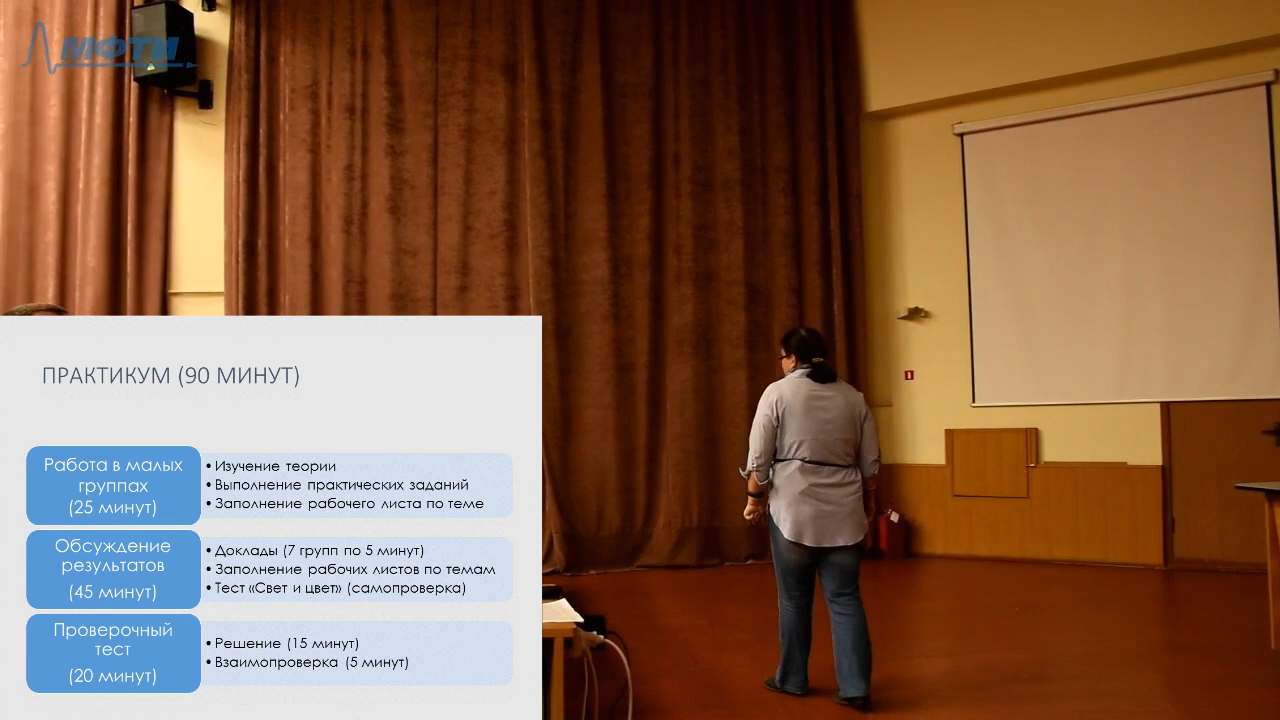 МФТИ
ПРАКТИКУМ (90 МИНУТ)
Работа в малых
группах
(25 минут)
• Изучение теории
• Выполнение практических заданий
• Заполнение рабочего листа по теме
Обсуждение
результатов
(45 минут)
• Доклады (7 групп по 5 минут)
• Заполнение рабочих листов по темам
• Тест «Свет и цвет» (самопроверка)
Проверочный
тест
(20 минут)
• Решение (15 минут)
• Взаимопроверка (5 минут)